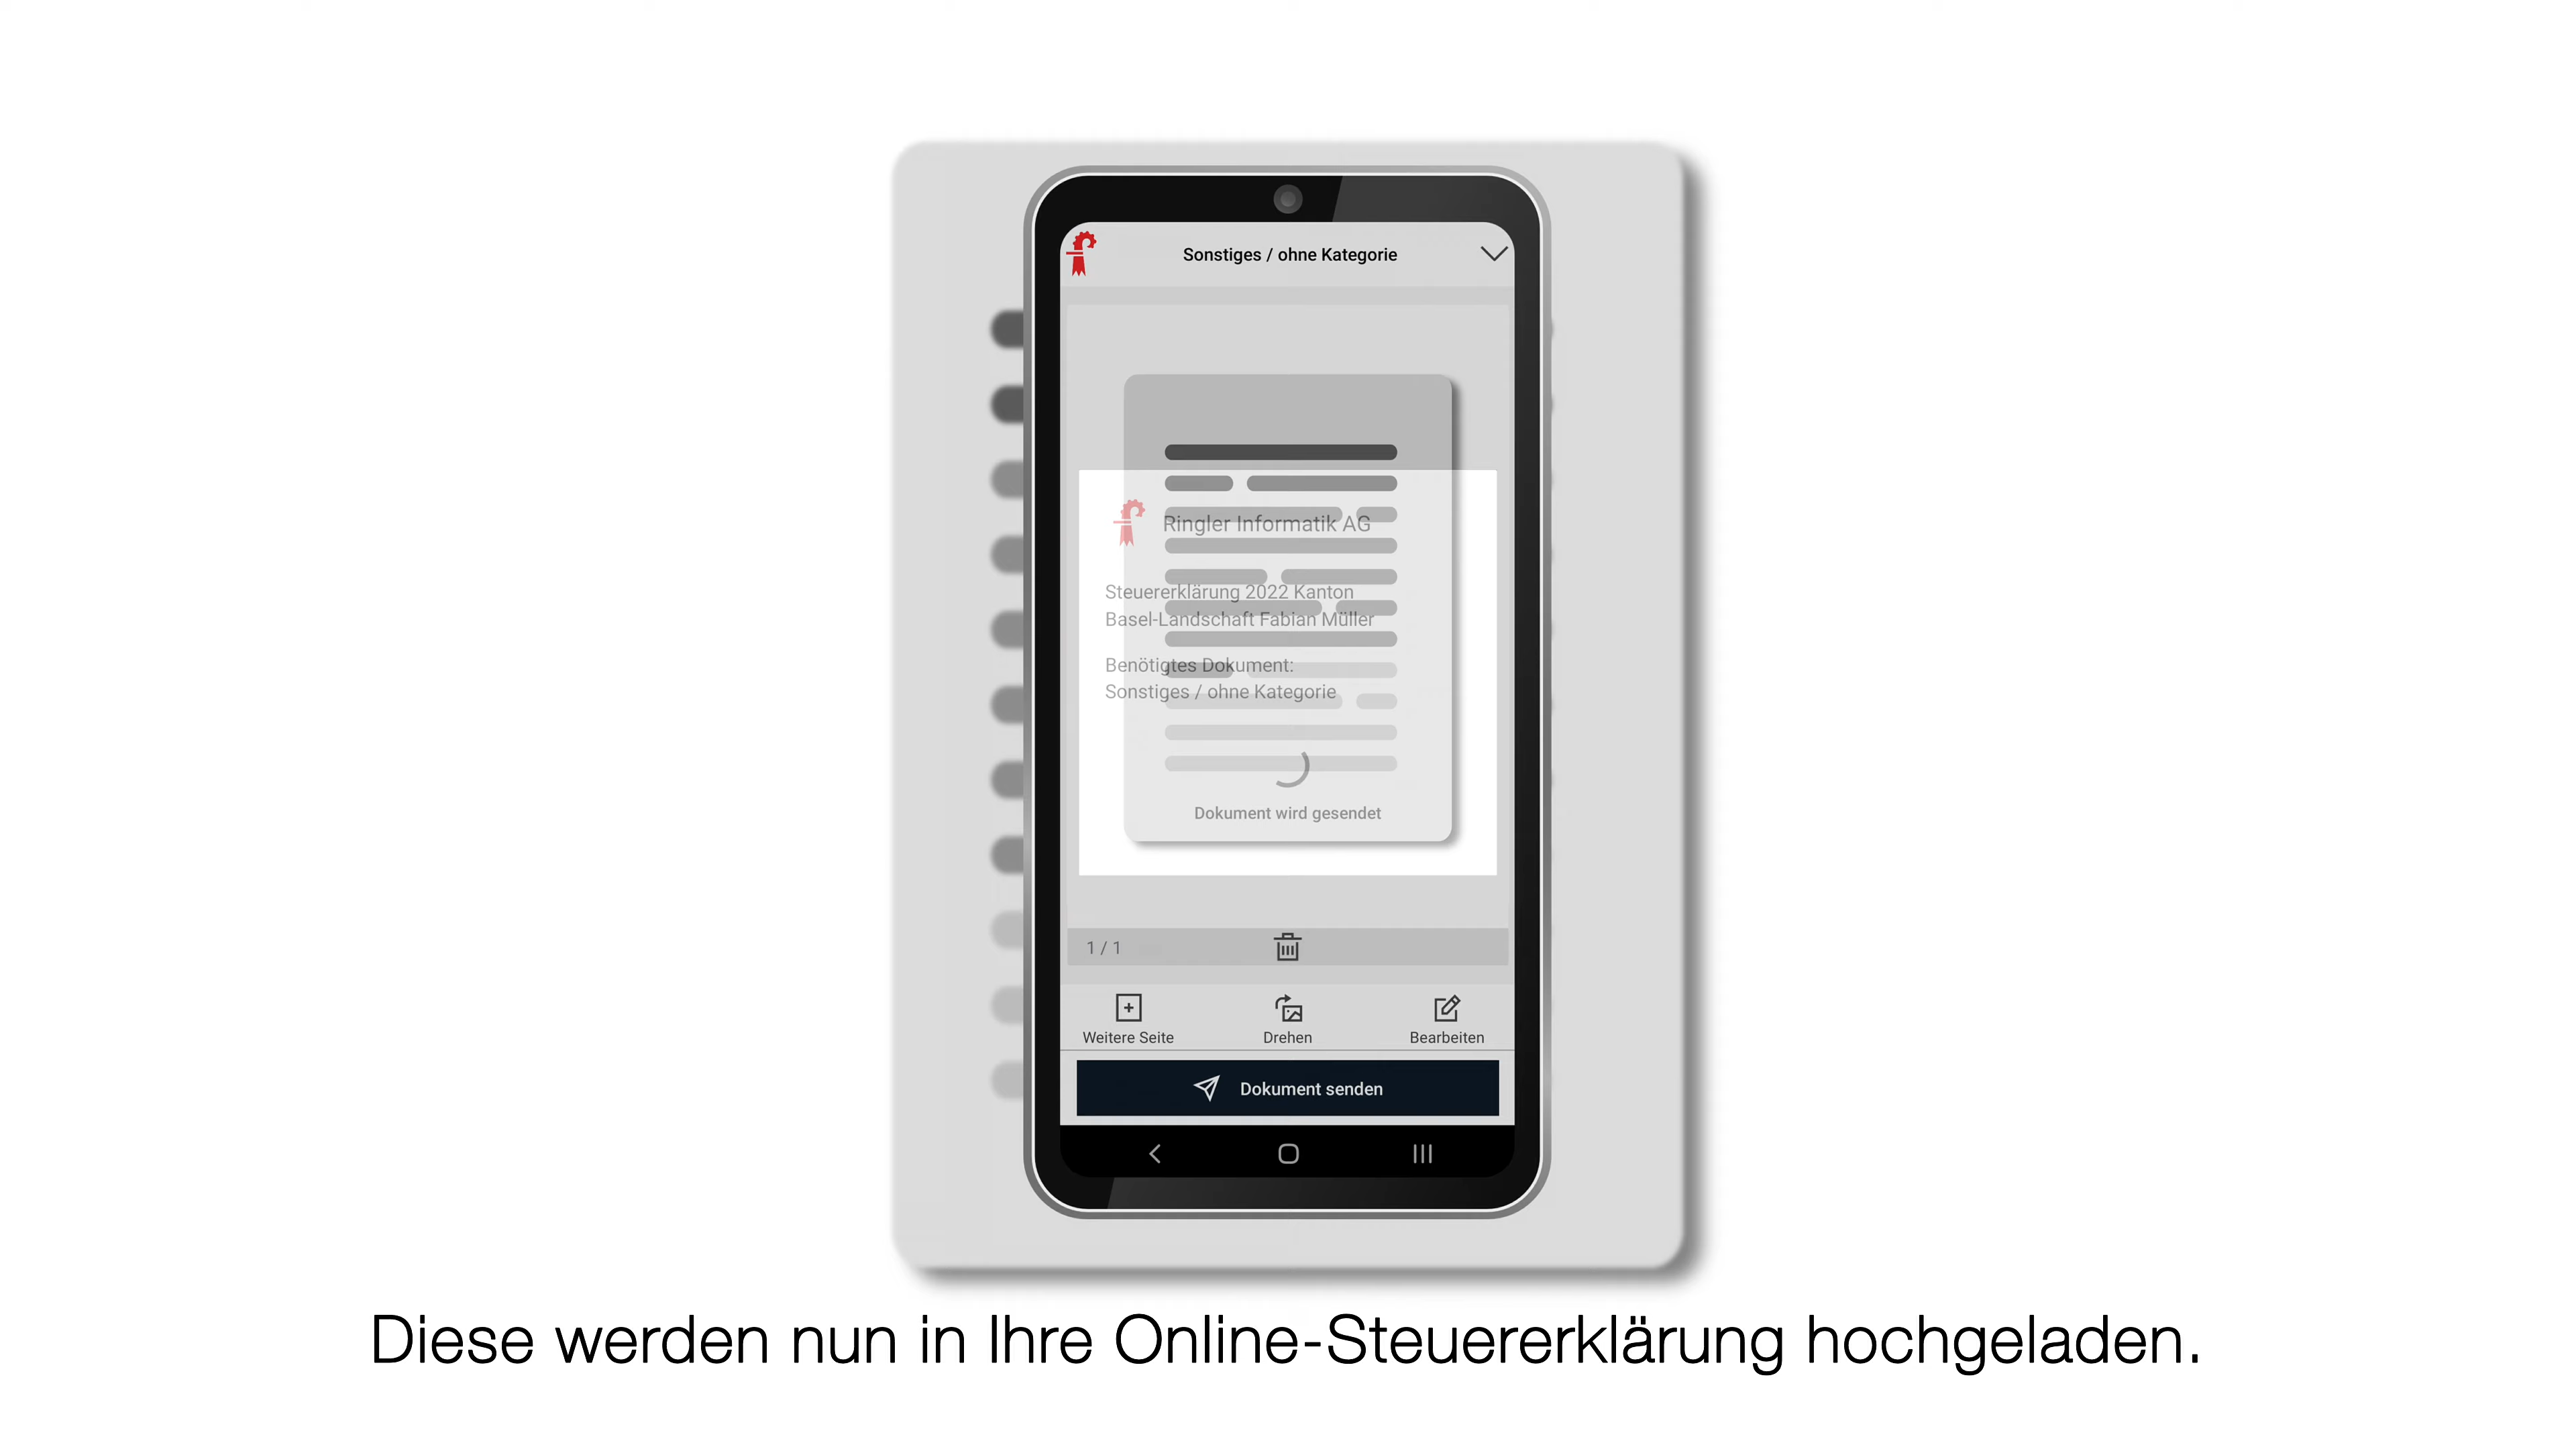 Sonstiges / ohne Kategorie
Ringler Informatik AG
Steuererklärung 2022 Kanton
Basel-Landschaft Fabian Müller
Benötigtes Dokument:
Sonstiges / ohne Kategorie
Dokument wird gesendet
1 / 1
Weitere Seite
Drehen
Bearbeiten
Dokument senden
Diese werden nun in Ihre Online-Steuererklärung hochgeladen.